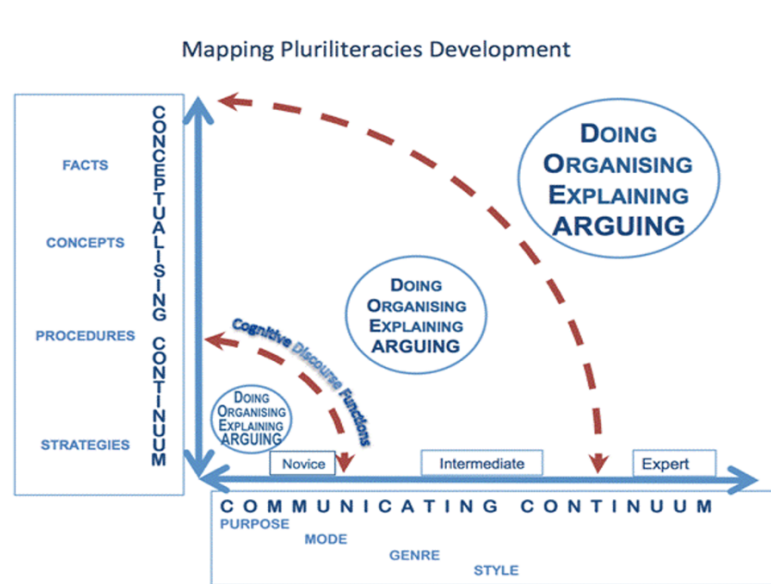 Mapping Pluriliteracies Development
CONCEPTUALISING CONTINUUM
FACTS
CONCEPTS
PROCEDURES
STRATEGIES
DOING
ORGANISING
EXPLAINING
ARGUING
DOING
ORGANISING
EXPLAINING
ARGUING
Cognitive Discourse Functions
DOING
ORGANISING
EXPLAINING
ARGUING
Novice
Intermediate
Expert
COMMUNICATING CONTINUUM
PURPOSE
MODE
GENRE
STYLE